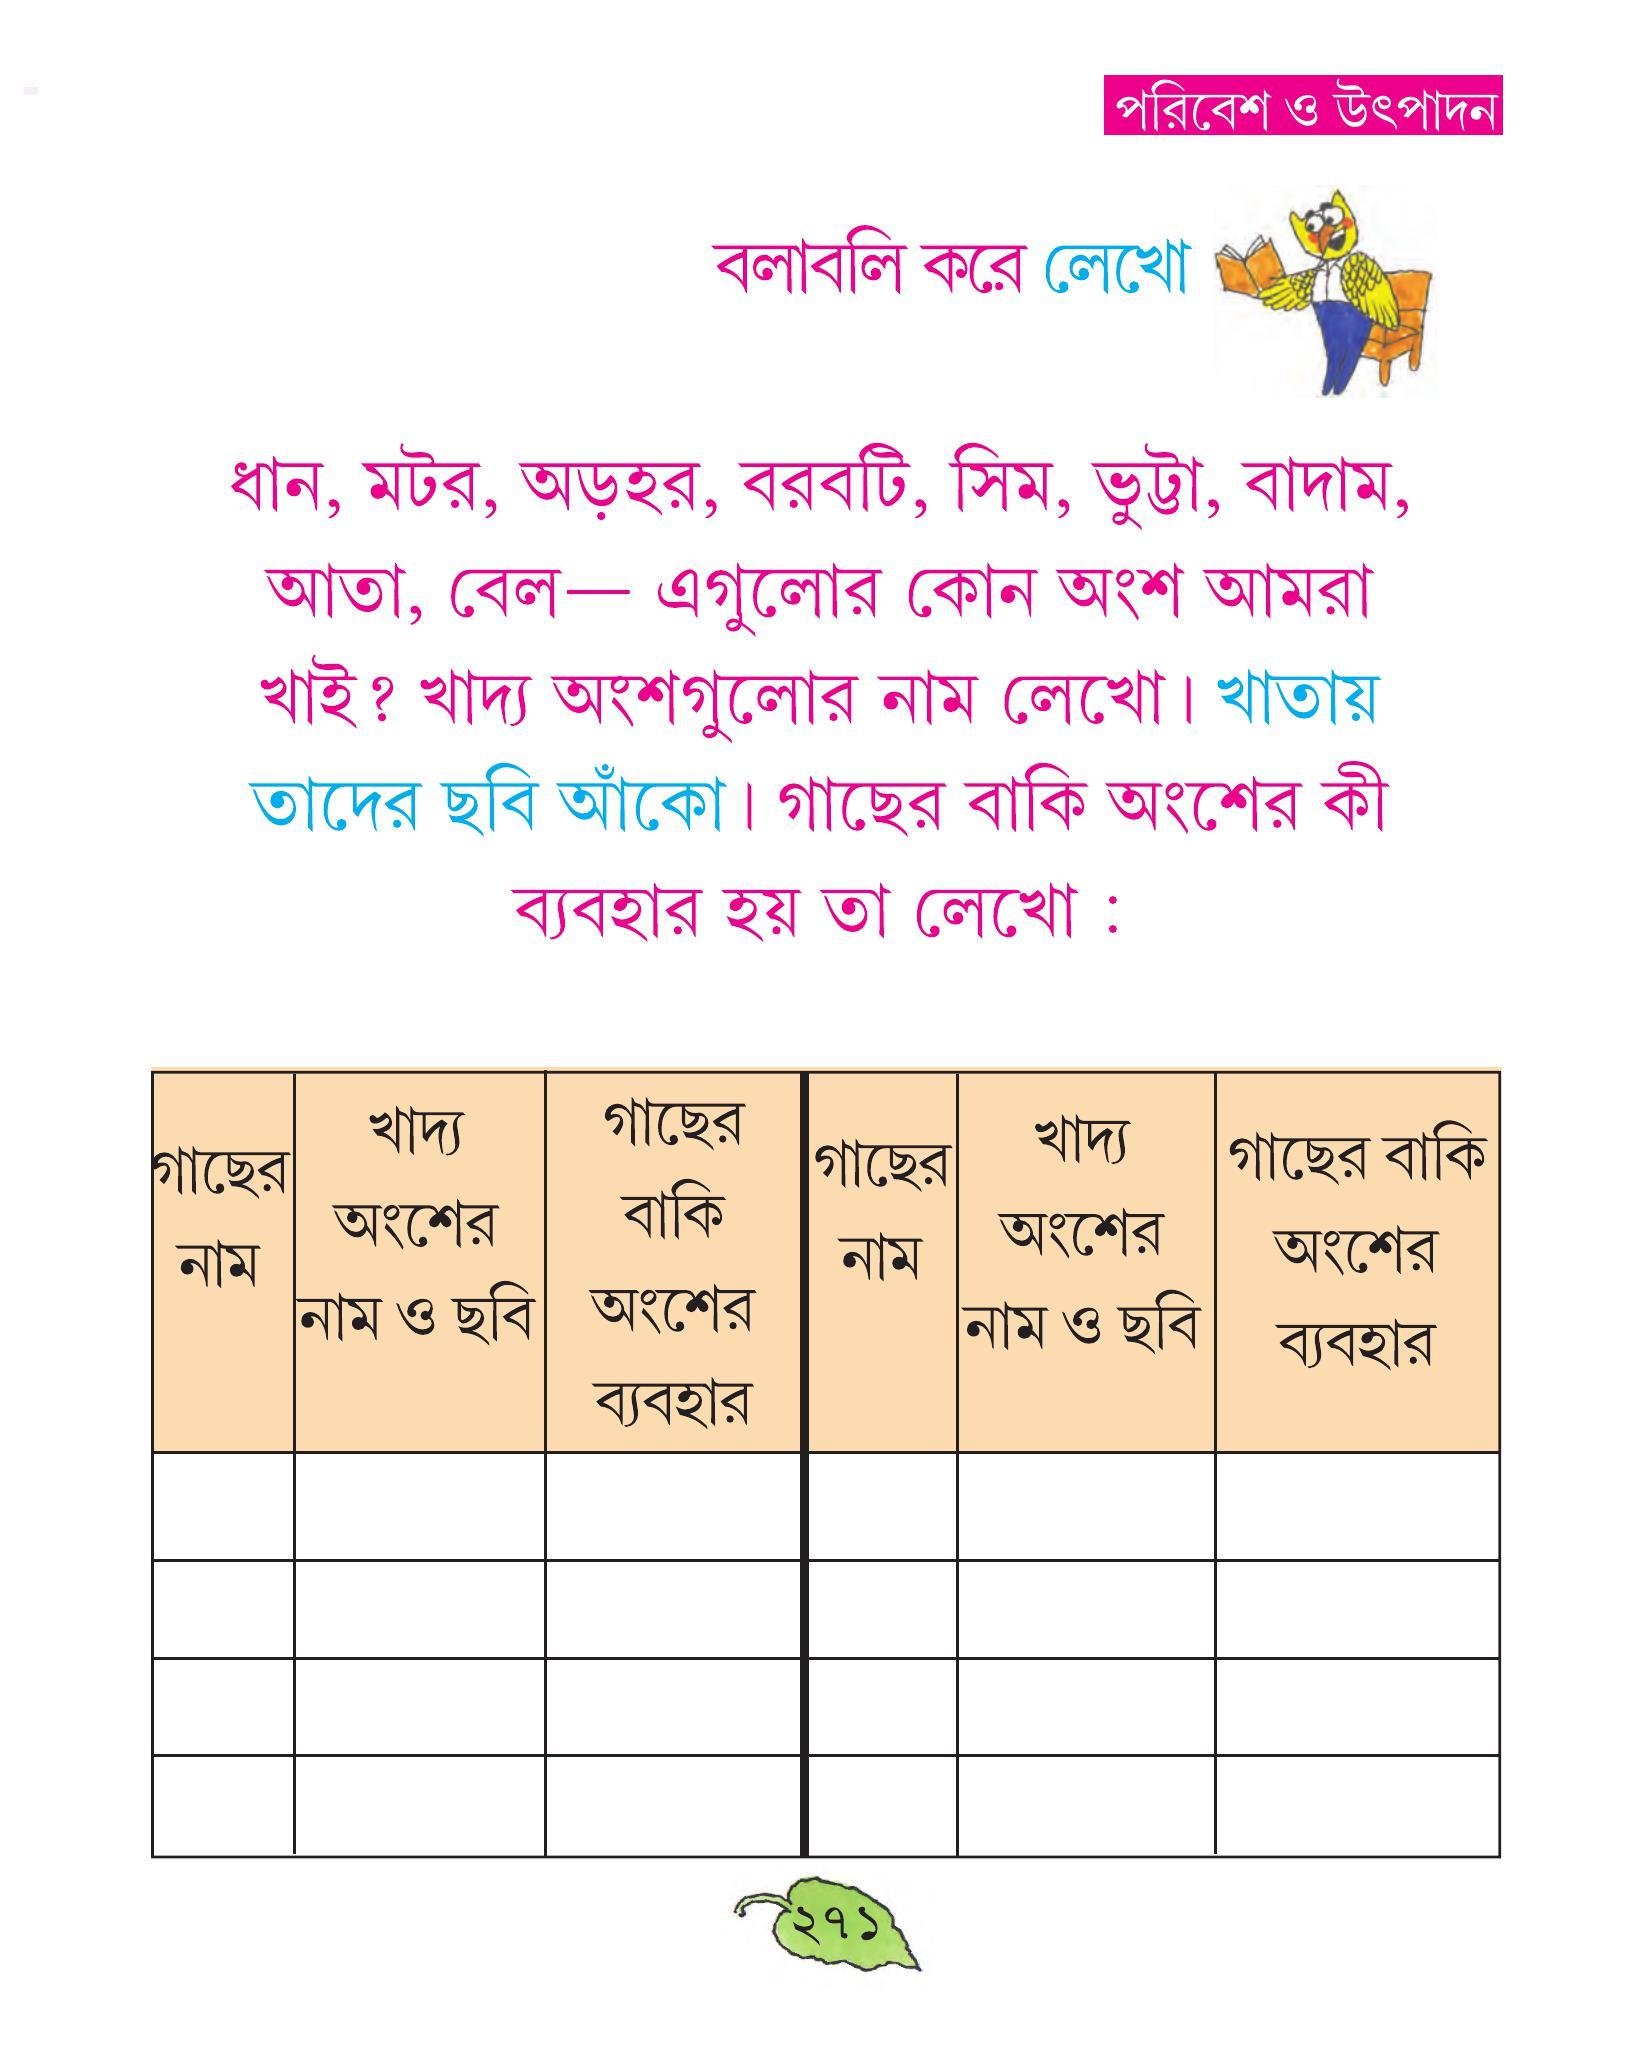 পরিবেশ ও উৎপাদন
বলাবলি করে লেখো
ধান, মটর, অড়হর, বরবটি, সিম, ভুট্টা, বাদাম,
আতা, বেল— এগুলোর কোন অংশ আমরা
খাই? খাদ্য অংশগুলোর নাম লেখো। খাতায়
তাদের ছবি আঁকো। গাছের বাকি অংশের কী
ব্যবহার হয় তা লেখো :
গাছের
নাম
খাদ্য
অংশের
নাম ও ছবি
গাছের
বাকি
অংশের
ব্যবহার
গাছের
নাম
খাদ্য
অংশের
নাম ও ছবি
গাছের বাকি
অংশের
ব্যবহার
২৭১